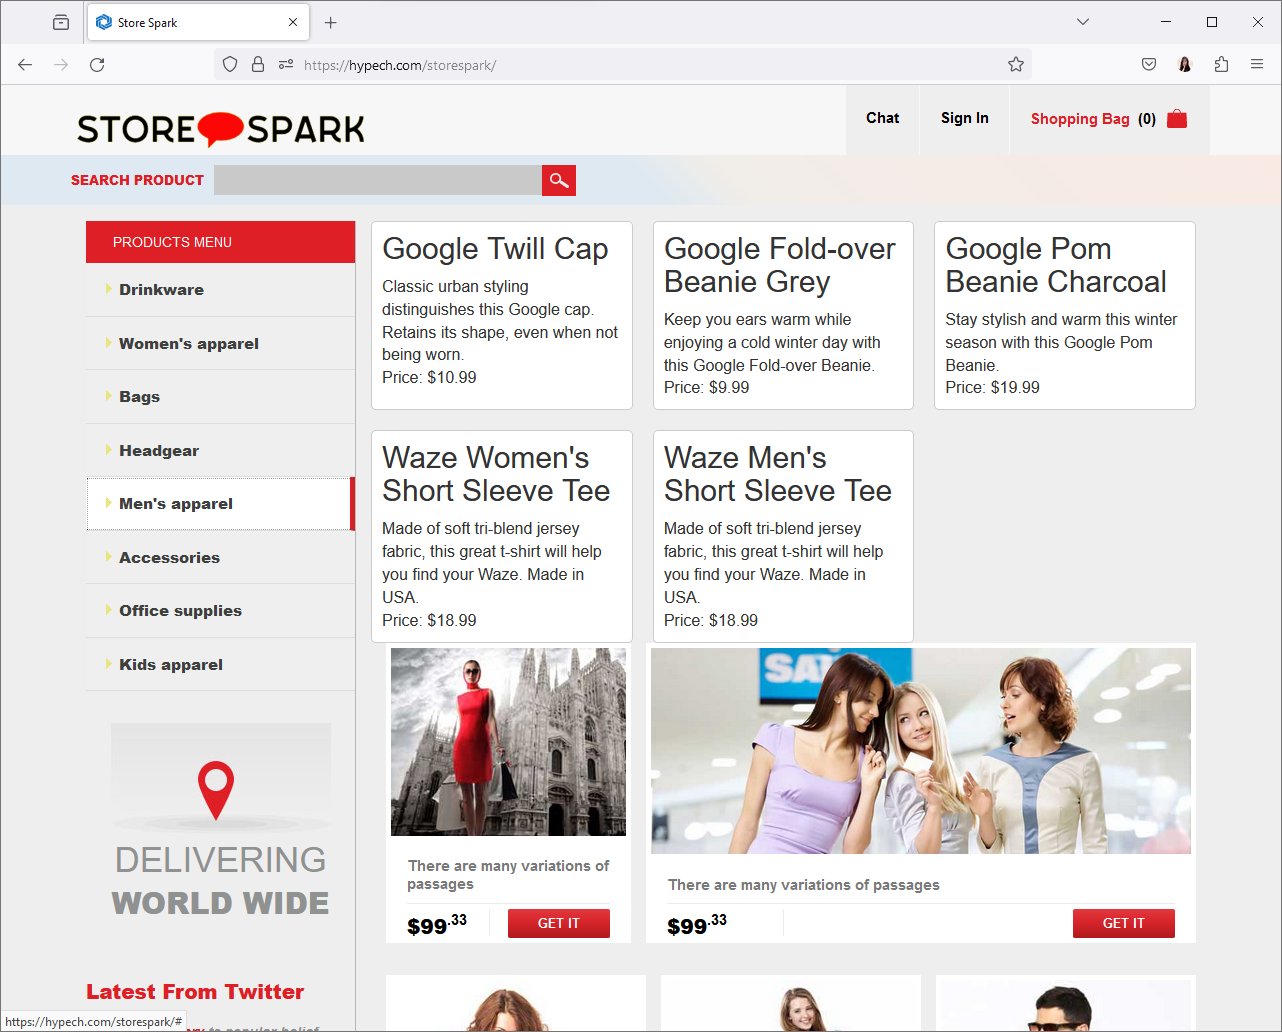 Store Spark
https://hypech.com/storespark/
STORE SPARK
Chat
Sign In
Shopping Bag (0)
SEARCH PRODUCT
PRODUCTS MENU
Drinkware
Women's apparel
Bags
Headgear
Men's apparel
Accessories
Office supplies
Kids apparel
DELIVERING
WORLD WIDE
Latest From Twitter
to popular belief
https://hypech.com/storespark/#
Google Twill Cap
Classic urban styling
distinguishes this Google cap.
Retains its shape, even when not
being worn.
Price: $10.99
Google Fold-over
Beanie Grey
Keep you ears warm while
enjoying a cold winter day with
this Google Fold-over Beanie.
Price: $9.99
Google Pom
Beanie Charcoal
Stay stylish and warm this winter
season with this Google Pom
Beanie.
Price: $19.99
Waze Women's
Short Sleeve Tee
Made of soft tri-blend jersey
fabric, this great t-shirt will help
you find your Waze. Made in
USA.
Price: $18.99
Waze Men's
Short Sleeve Tee
Made of soft tri-blend jersey
fabric, this great t-shirt will help
you find your Waze. Made in
USA.
Price: $18.99
There are many variations of
passages
$99.33
GET IT
There are many variations of passages
$99.33
GET IT